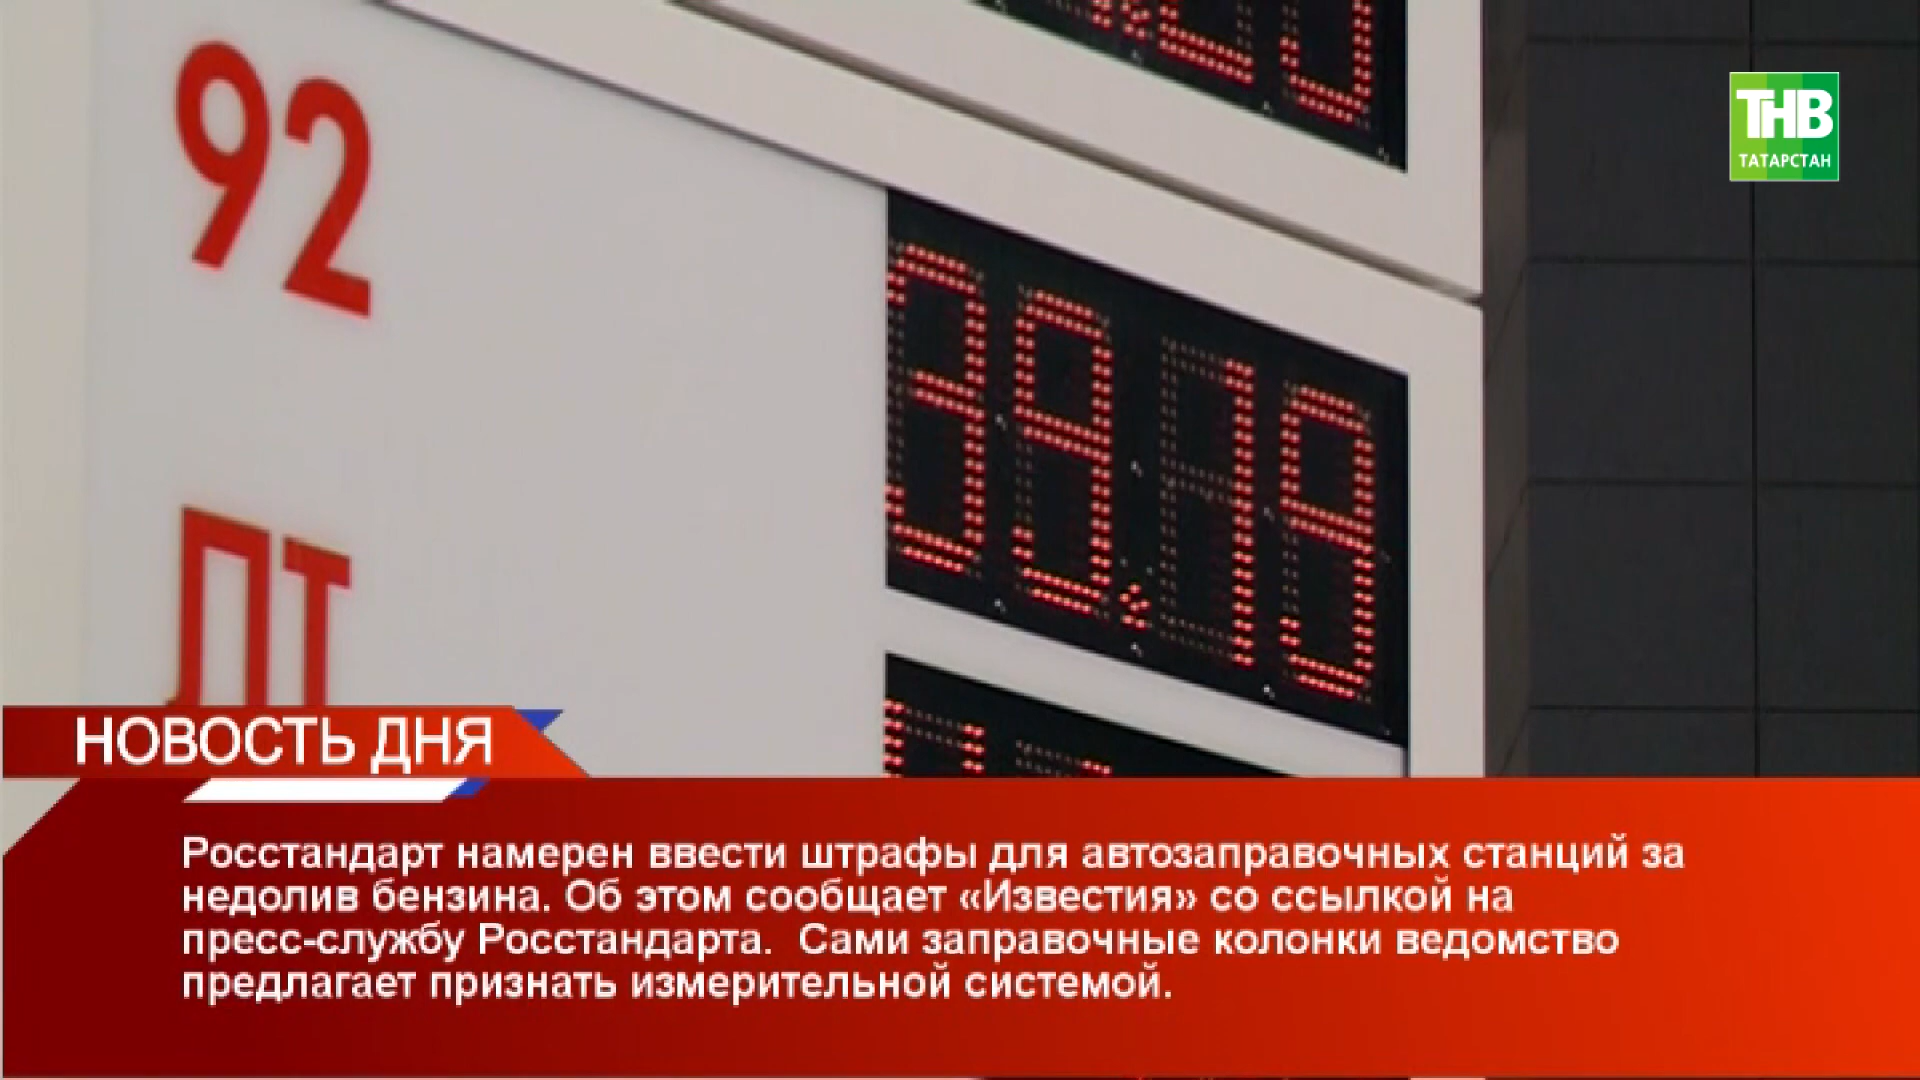 92
39.19
ТНВ
ТАТАРСТАН
ДТ
НОВОСТЬ ДНЯ
Росстандарт намерен ввести штрафы для автозаправочных станций за
недолив бензина. Об этом сообщает «Известия» со ссылкой на
пресс-службу Росстандарта.  Сами заправочные колонки ведомство
предлагает признать измерительной системой.